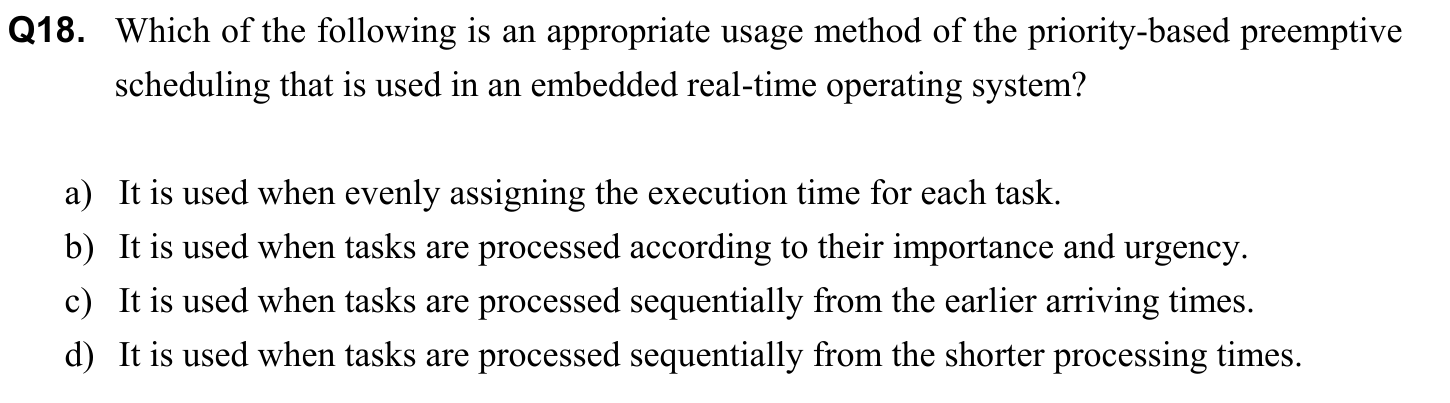 Q18. Which of the following is an appropriate usage method of the priority-based preemptive
scheduling that is used in an embedded real-time operating system?
a) It is used when evenly assigning the execution time for each task.
b) It is used when tasks are processed according to their importance and urgency.
c) It is used when tasks are processed sequentially from the earlier arriving times.
d) It is used when tasks are processed sequentially from the shorter processing times.